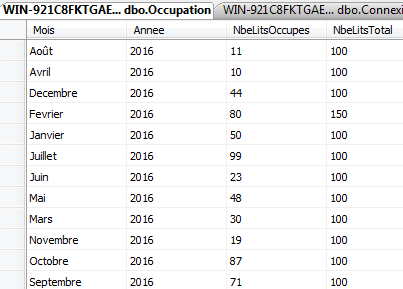 WIN-921C8FKTGAE... dbo.Occupation WIN-921C8FKTGAE... dbo.Connexi
Mois Annee NbeLitsOccupes NbeLitsTotal
Août 2016 11 100
Avril 2016 10 100
Decembre 2016 44 100
Fevrier 2016 80 150
Janvier 2016 50 100
Juillet 2016 99 100
Juin 2016 23 100
Mai 2016 48 100
Mars 2016 30 100
Novembre 2016 19 100
Octobre 2016 87 100
Septembre 2016 71 100